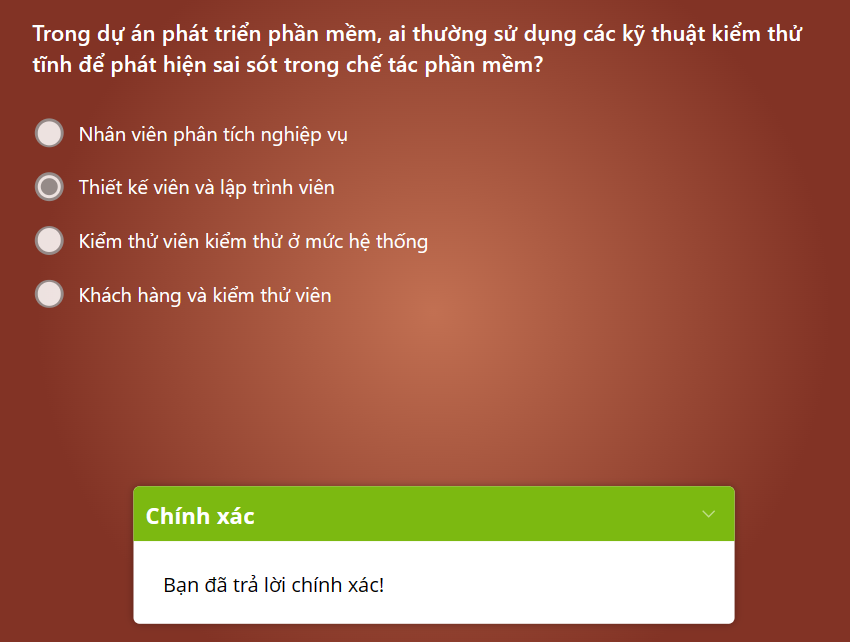 Trong dự án phát triển phần mềm, ai thường sử dụng các kỹ thuật kiểm thử
tĩnh để phát hiện sai sót trong chế tác phần mềm?
Nhân viên phân tích nghiệp vụ
Thiết kế viên và lập trình viên
Kiểm thử viên kiểm thử ở mức hệ thống
Khách hàng và kiểm thử viên
Chính xác
Bạn đã trả lời chính xác!